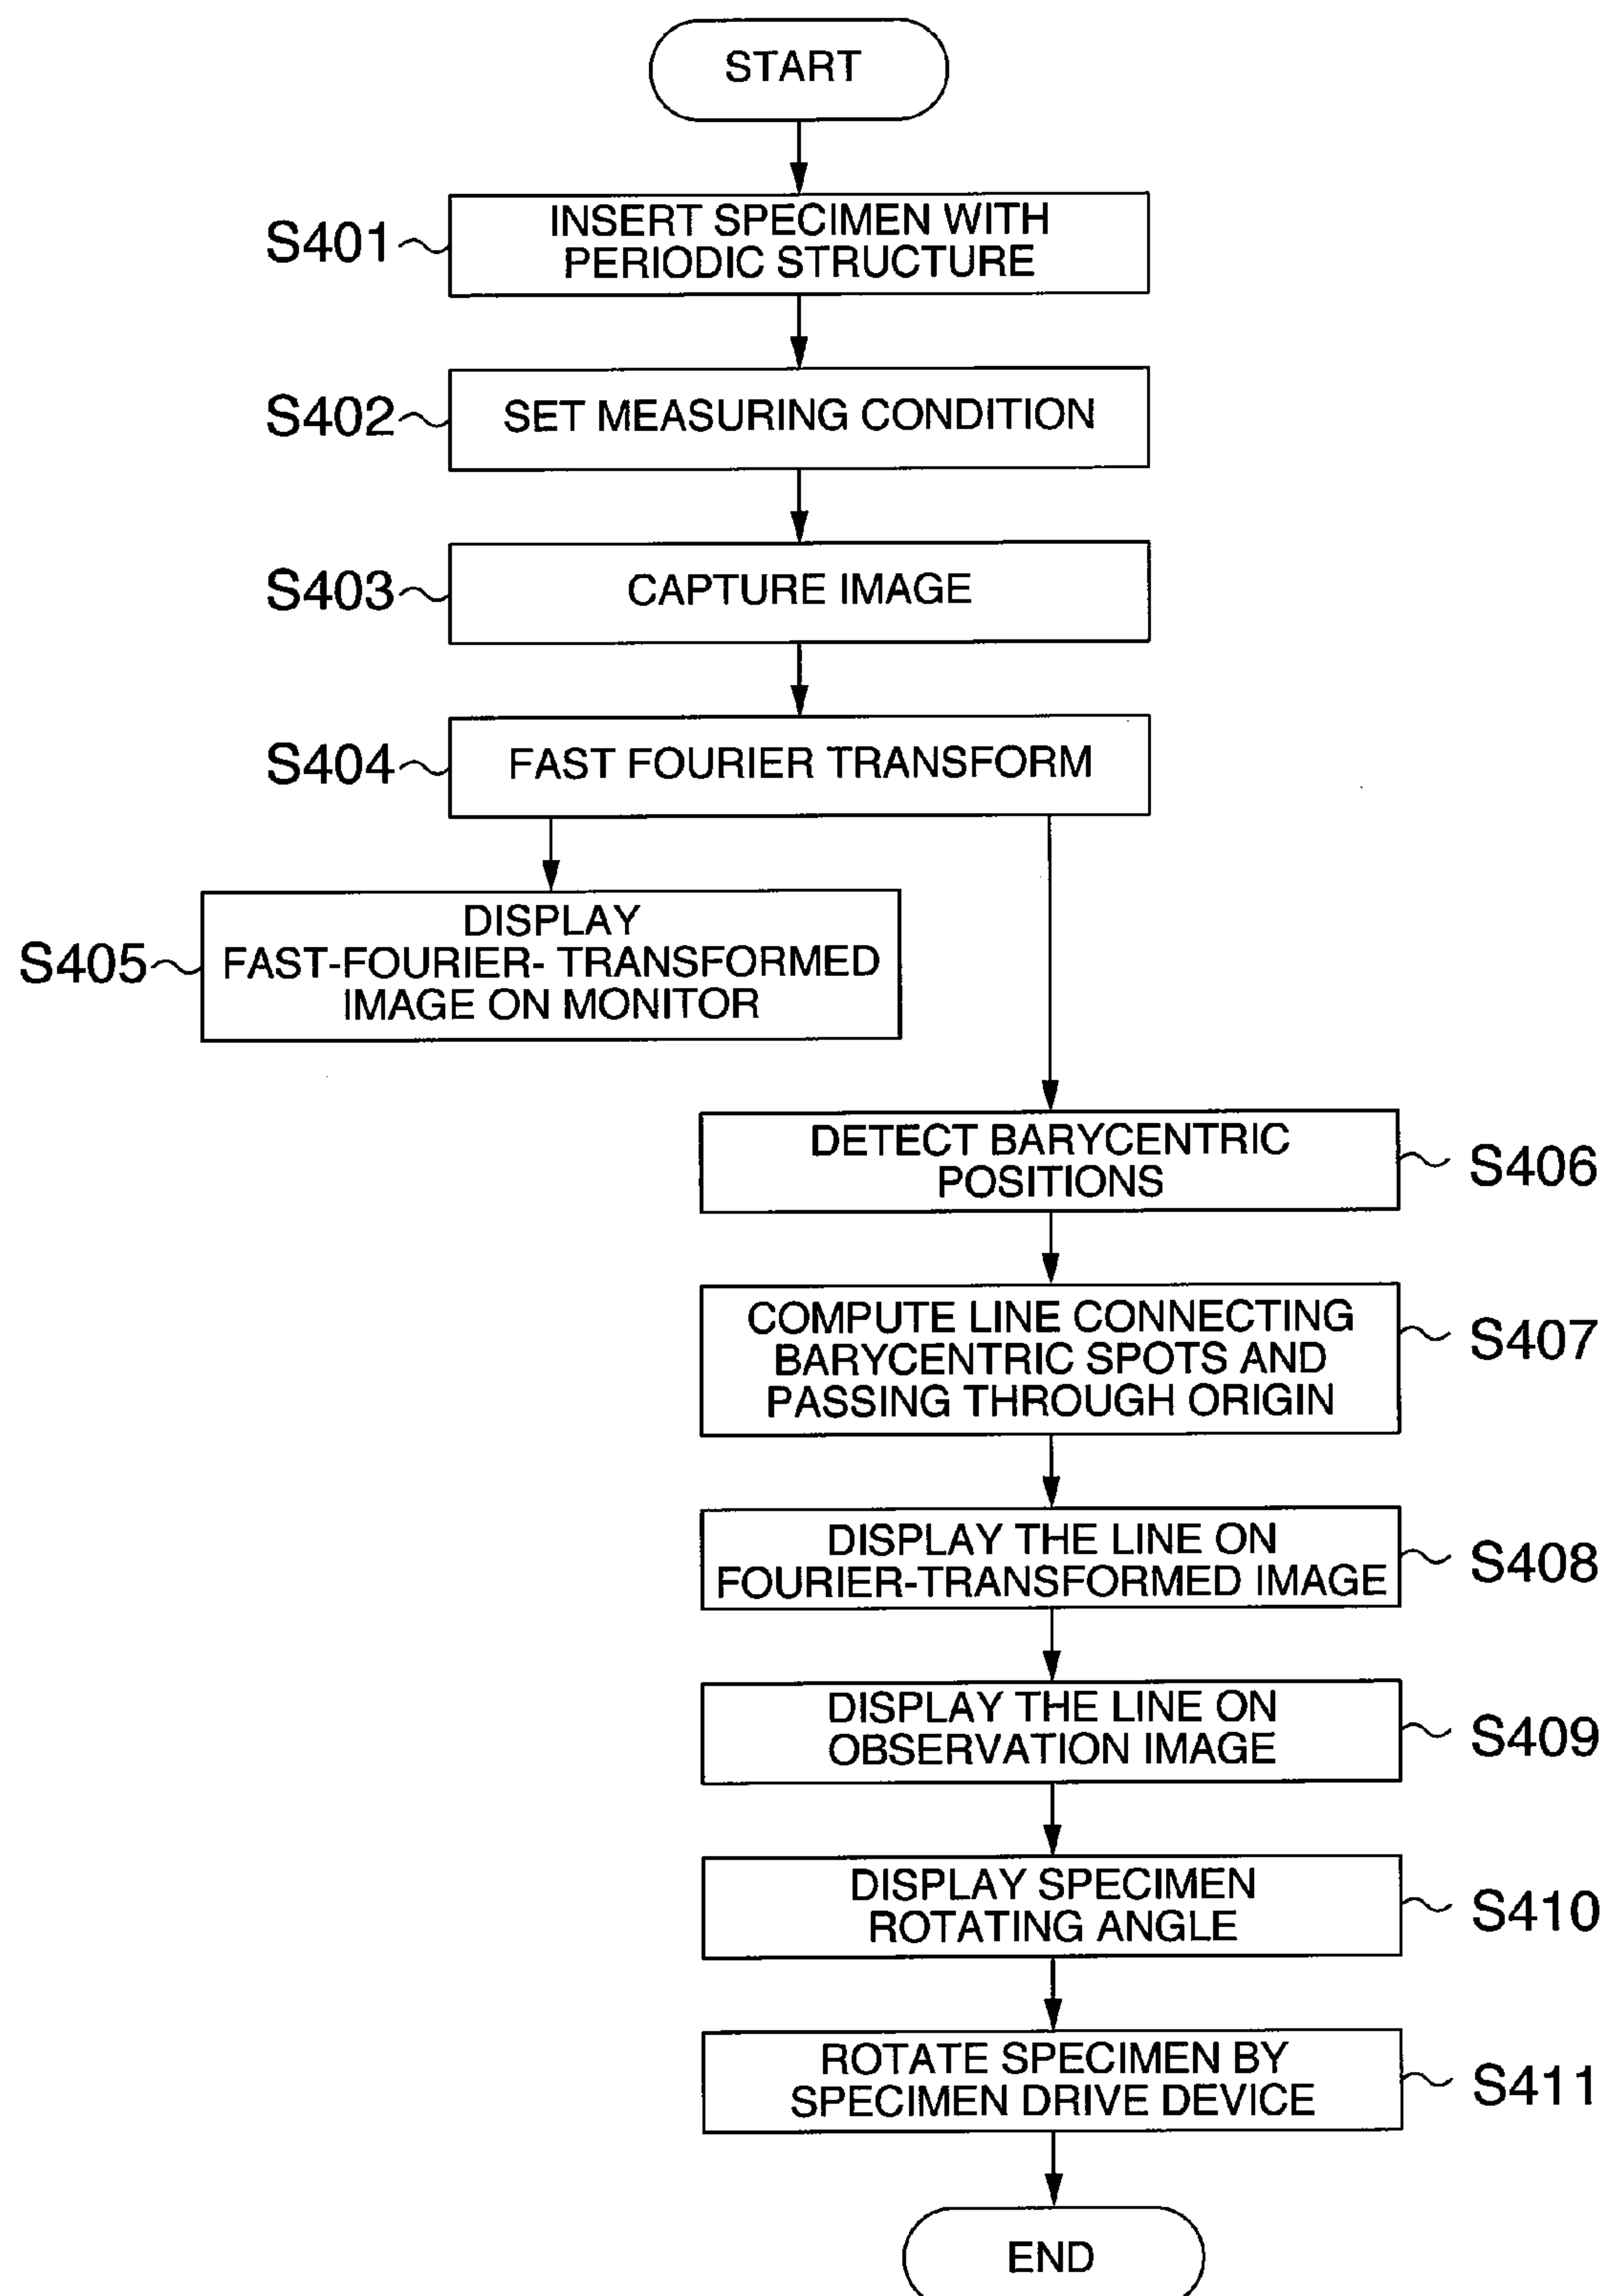 START
S401
INSERT SPECIMEN WITH
PERIODIC STRUCTURE
S402
SET MEASURING CONDITION
S403
CAPTURE IMAGE
S404
FAST FOURIER TRANSFORM
S405
DISPLAY
FAST-FOURIER- TRANSFORMED
IMAGE ON MONITOR
DETECT BARYCENTRIC
POSITIONS
S406
COMPUTE LINE CONNECTING
BARYCENTRIC SPOTS AND
PASSING THROUGH ORIGIN
S407
DISPLAY THE LINE ON
FOURIER-TRANSFORMED IMAGE
S408
DISPLAY THE LINE ON
OBSERVATION IMAGE
S409
DISPLAY SPECIMEN
ROTATING ANGLE
S410
ROTATE SPECIMEN BY
SPECIMEN DRIVE DEVICE
S411
END